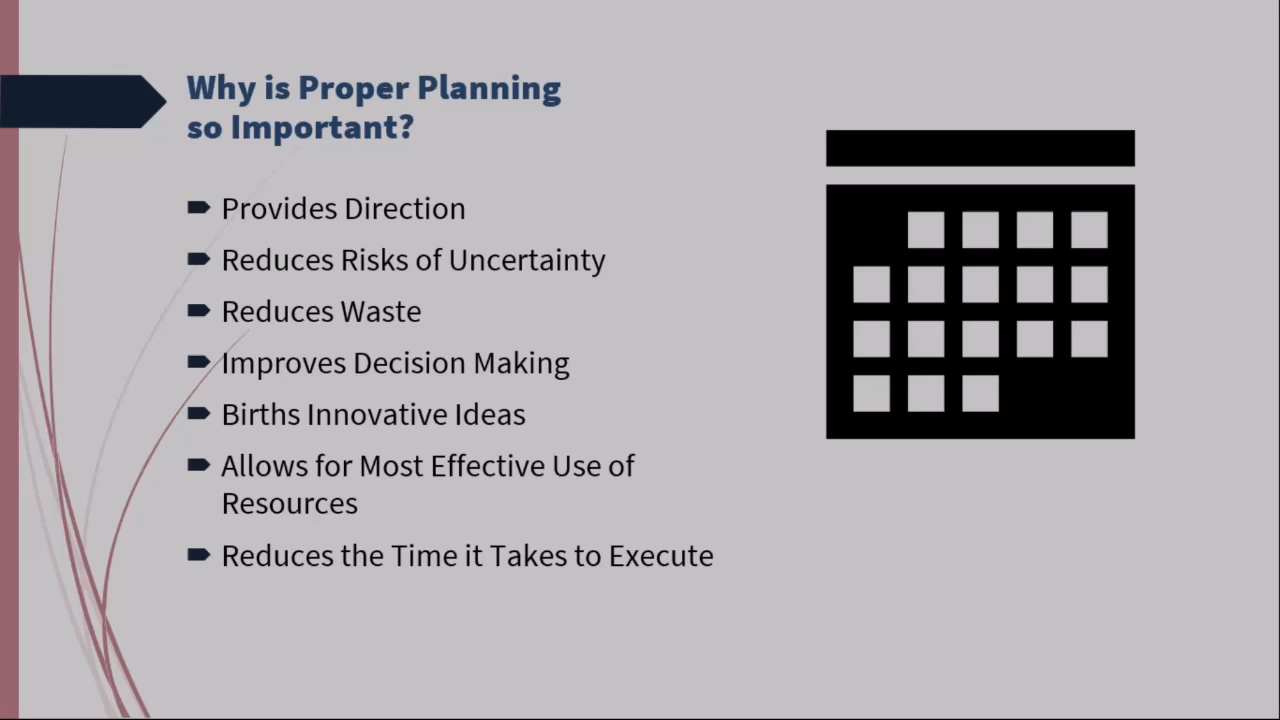 Why is Proper Planning
so Important?
Provides Direction
Reduces Risks of Uncertainty
Reduces Waste
Improves Decision Making
Births Innovative Ideas
Allows for Most Effective Use of
Resources
Reduces the Time it Takes to Execute